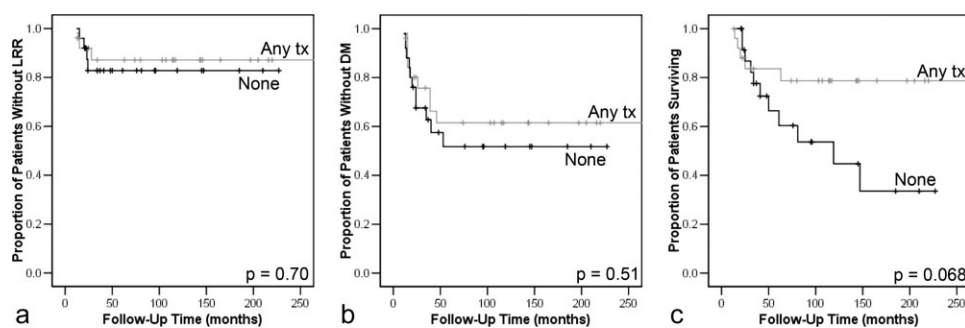 Proportion of Patients Without LRR
1.0
0.8
0.6
0.4
0.2
0.0
Any tx
None
p = 0.70
0 50 100 150 200 250
Follow-Up Time (months)
a
Proportion of Patients Without DM
1.0
0.8
0.6
0.4
0.2
0.0
Any tx
None
p = 0.51
0 50 100 150 200 250
Follow-Up Time (months)
b
Proportion of Patients Surviving
1.0
0.8
0.6
0.4
0.2
0.0
Any tx
None
p = 0.068
0 50 100 150 200 250
Follow-Up Time (months)
c